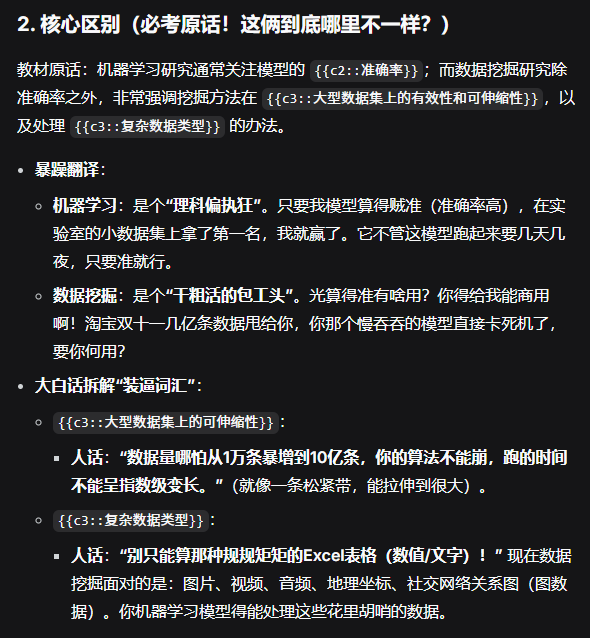 2. 核心区别（必考原话！这俩到底哪里不一样？）
教材原话：机器学习研究通常关注模型的 {{c2::准确率}}；而数据挖掘研究除
准确率之外，非常强调挖掘方法在 {{c3::大型数据集上的有效性和可伸缩性}}，以
及处理 {{c3::复杂数据类型}} 的办法。
• 暴躁翻译：
◦ 机器学习：是个“理科偏执狂”。只要我模型算得贼准（准确率高），在实
验室的小数据集上拿了第一名，我就赢了。它不管这模型跑起来要几天几
夜，只要准就行。
◦ 数据挖掘：是个“干粗活的包工头”。光算得准有啥用？你得给我能商用
啊！淘宝双十一几亿条数据甩给你，你那个慢吞吞的模型直接卡死机了，
要你何用？
• 大白话拆解“装逼词汇”：
◦ {{c3::大型数据集上的可伸缩性}}：
▪ 人话：“数据量哪怕从1万条暴增到10亿条，你的算法不能崩，跑的时间
不能呈指数级变长。”（就像一条松紧带，能拉伸到很大）。
◦ {{c3::复杂数据类型}}：
▪ 人话：“别只能算那种规规矩矩的Excel表格（数值/文字）！” 现在数据
挖掘面对的是：图片、视频、音频、地理坐标、社交网络关系图（图数
据）。你机器学习模型得能处理这些花里胡哨的数据。